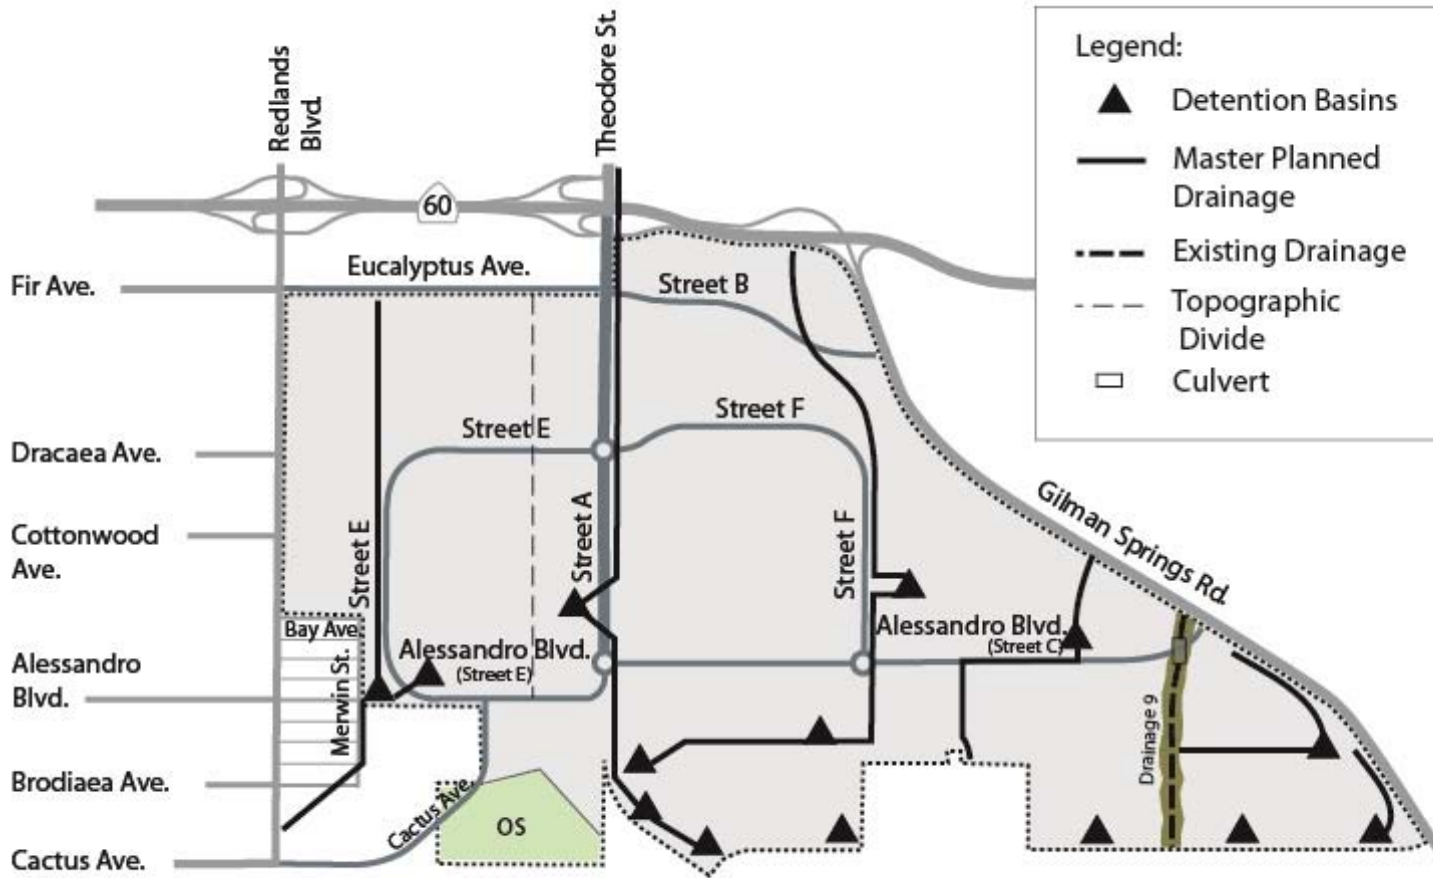 Redlands
Blvd.
Theodore St.
60
Legend:
Detention Basins
Master Planned
Drainage
Existing Drainage
Topographic
Divide
Culvert
Fir Ave.
Eucalyptus Ave.
Street B
Dracaea Ave.
Street E
Street F
Cottonwood
Ave.
Street E
Street A
Street F
Gilman Springs Rd.
Bay Ave
Merwin St.
Alessandro
Blvd.
Alessandro Blvd.
(Street E)
Alessandro Blvd.
(Street C)
Drainage 9
Brodiaea Ave.
Cactus Ave.
OS
Cactus Ave.